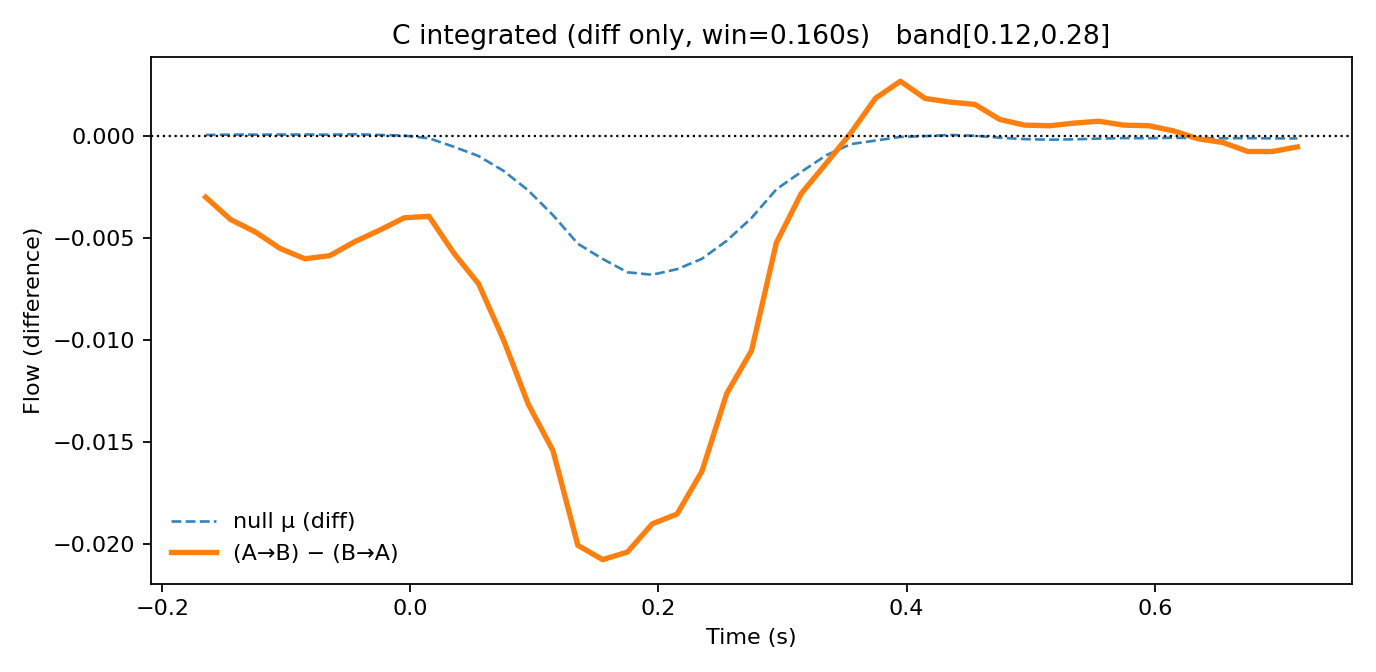 C integrated (diff only, win=0.160s)   band[0.12,0.28]
Flow (difference)
0.000
−0.005
−0.010
−0.015
−0.020
null μ (diff)
(A→B) − (B→A)
−0.2
0.0
0.2
0.4
0.6
Time (s)